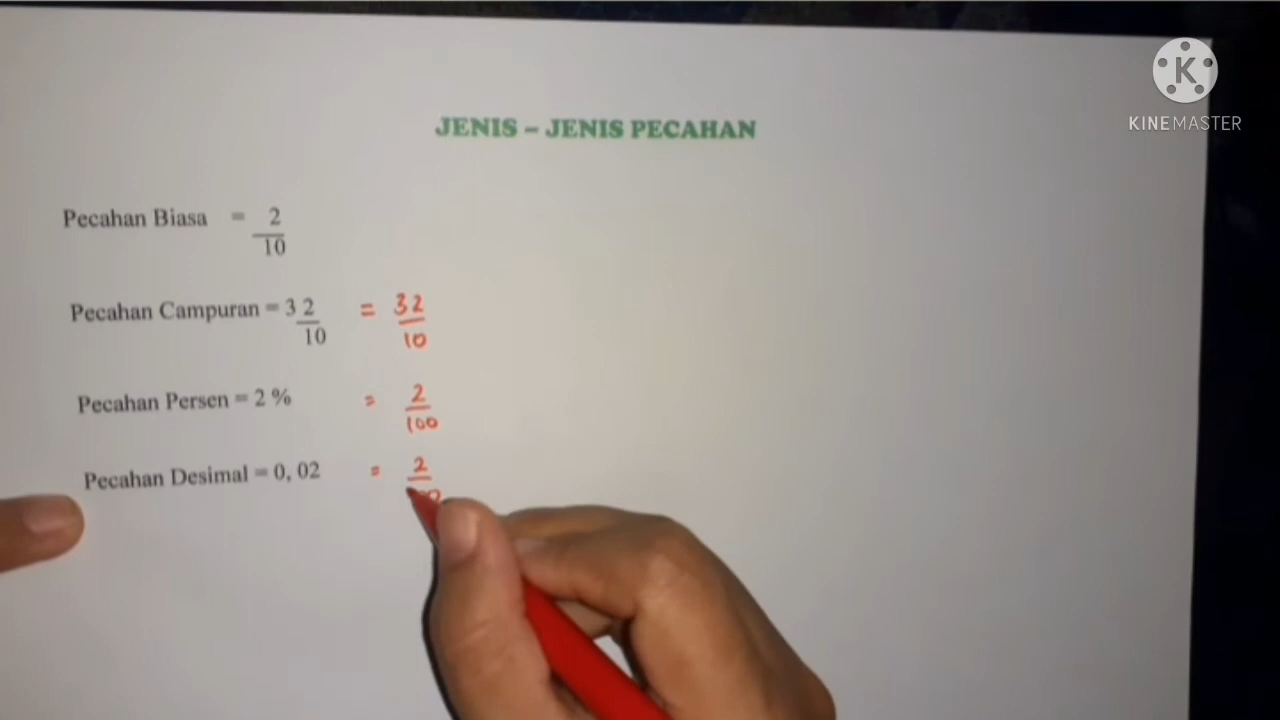 K
KINEMASTER
JENIS – JENIS PECAHAN
Pecahan Biasa = 2
10
Pecahan Campuran = 3 2 = 32
10 10
Pecahan Persen = 2 % = 2
100
Pecahan Desimal = 0, 02 = 2